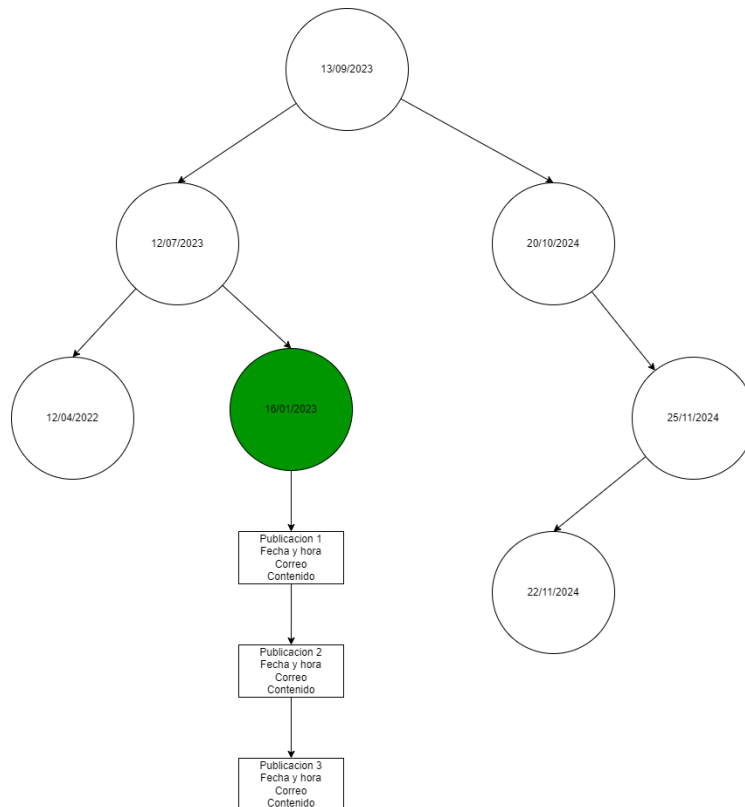 13/09/2023
12/07/2023
20/10/2024
12/04/2022
16/01/2023
25/11/2024
Publicacion 1
Fecha y hora
Correo
Contenido
22/11/2024
Publicacion 2
Fecha y hora
Correo
Contenido
Publicacion 3
Fecha y hora
Correo
Contenido